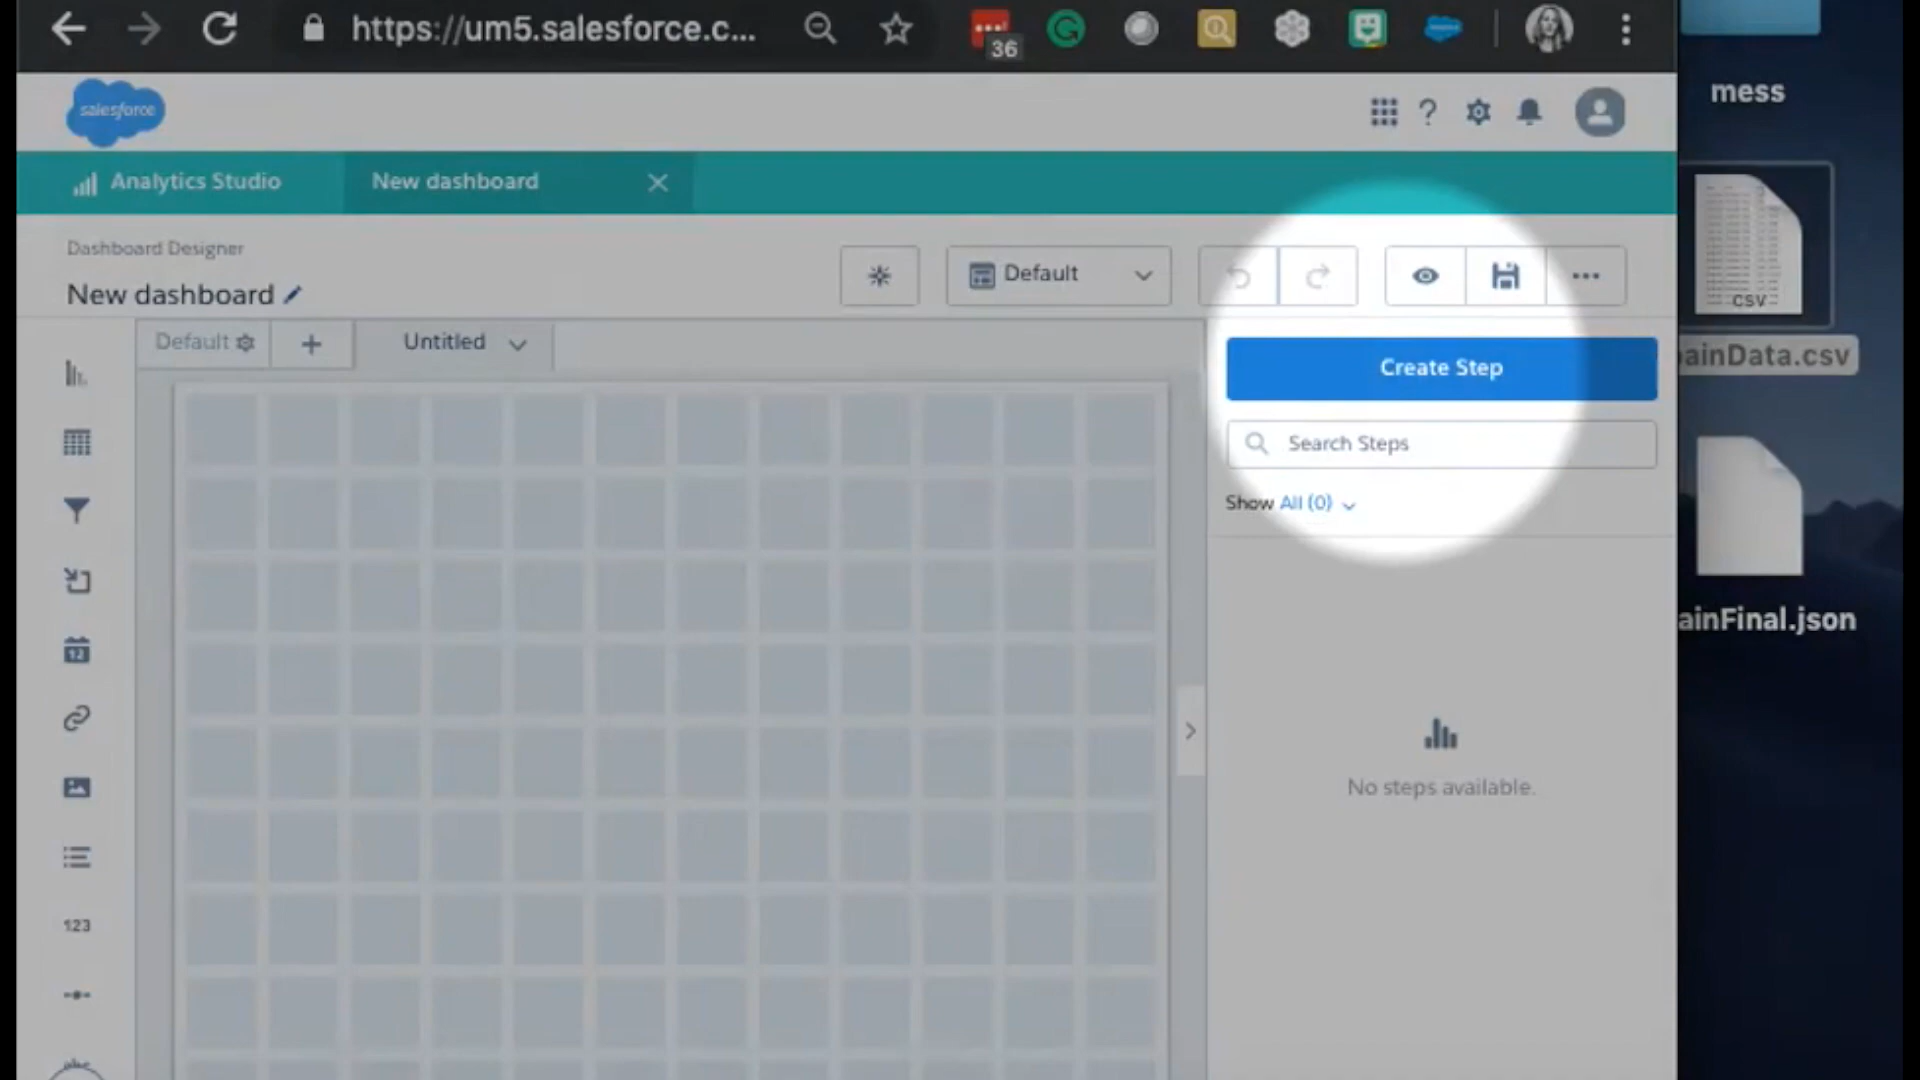 https://um5.salesforce.c...
36
mess
salesforce
Analytics Studio
New dashboard
Dashboard Designer
New dashboard
Default
Default
Untitled
Create Step
Search Steps
Show All (0)
No steps available.
CSV
ainData.csv
ainFinal.json
12
123